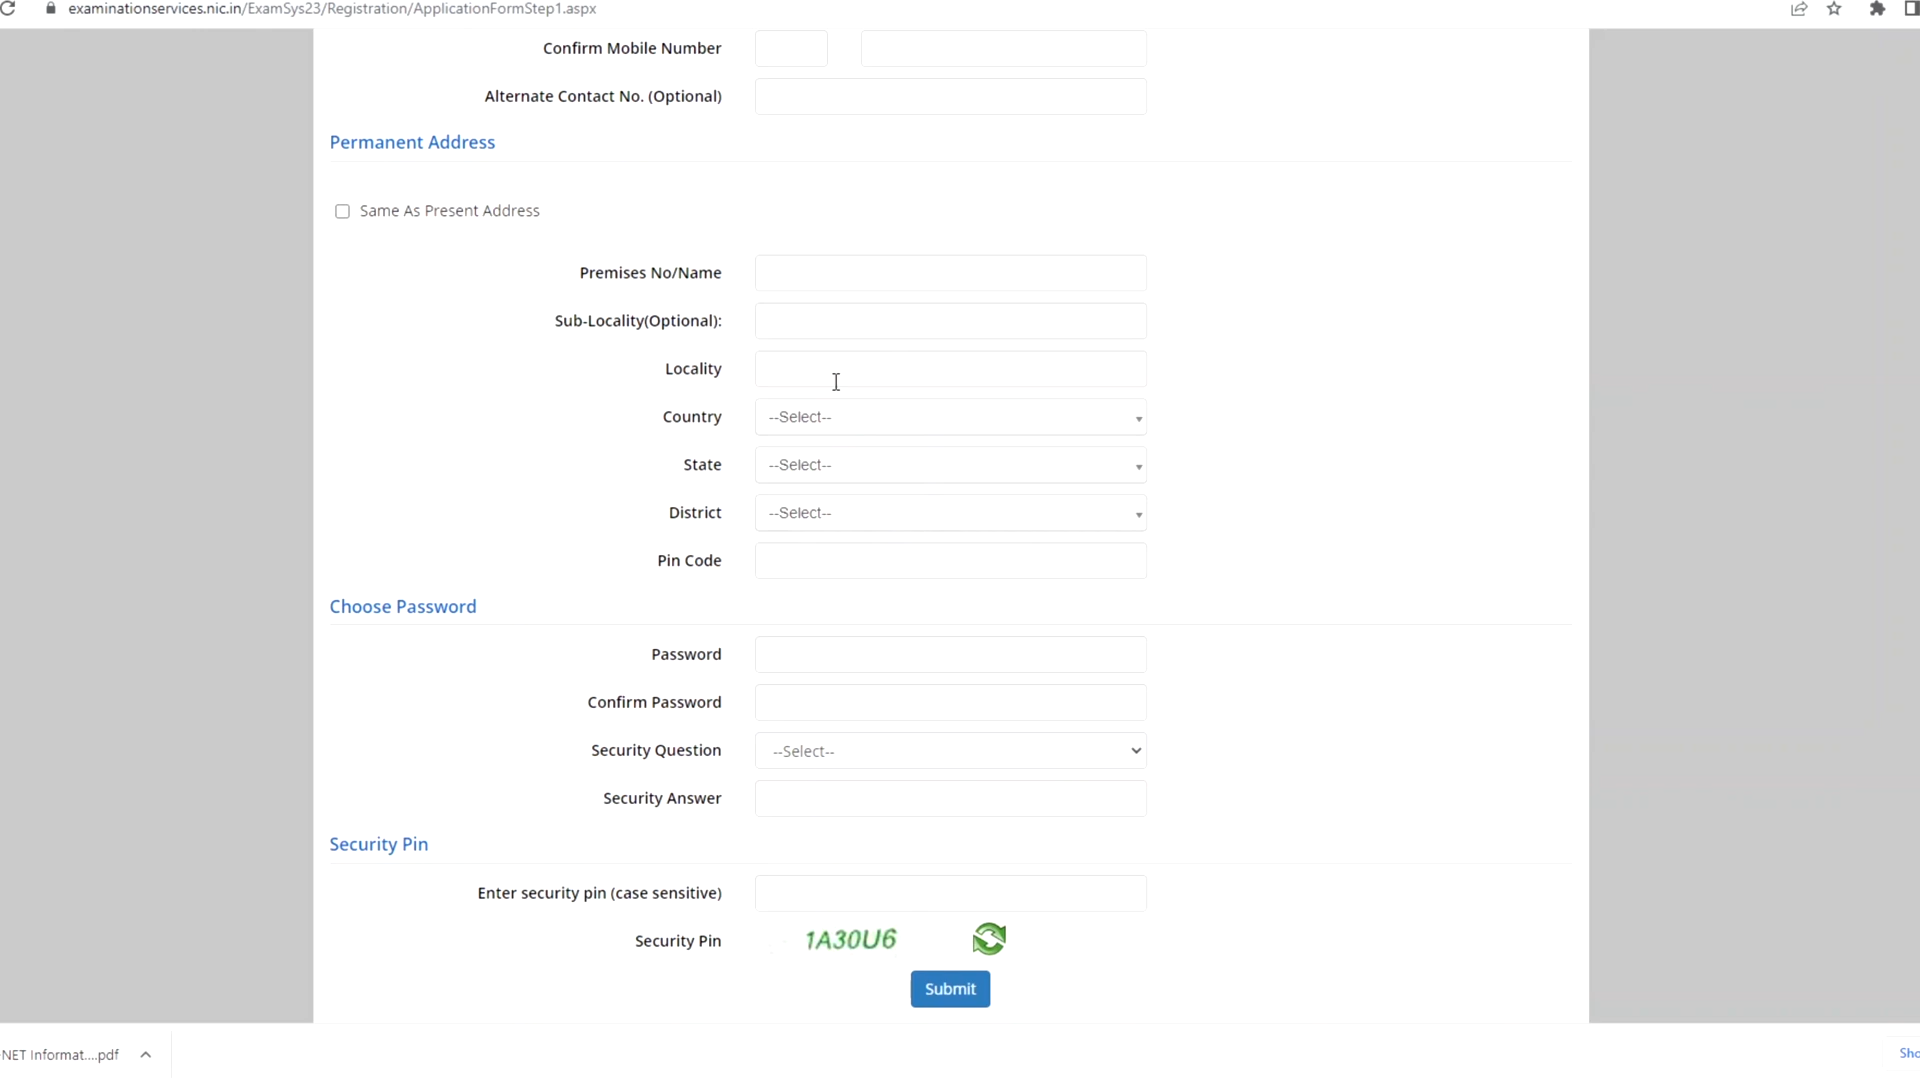 examinationservices.nic.in/ExamSys23/Registration/ApplicationFormStep1.aspx
Confirm Mobile Number
Alternate Contact No. (Optional)
Permanent Address
Same As Present Address
Premises No/Name
Sub-Locality(Optional):
Locality
Country --Select--
State --Select--
District --Select--
Pin Code
Choose Password
Password
Confirm Password
Security Question --Select--
Security Answer
Security Pin
Enter security pin (case sensitive)
Security Pin 1A30U6
Submit
NET Informat....pdf
Sho